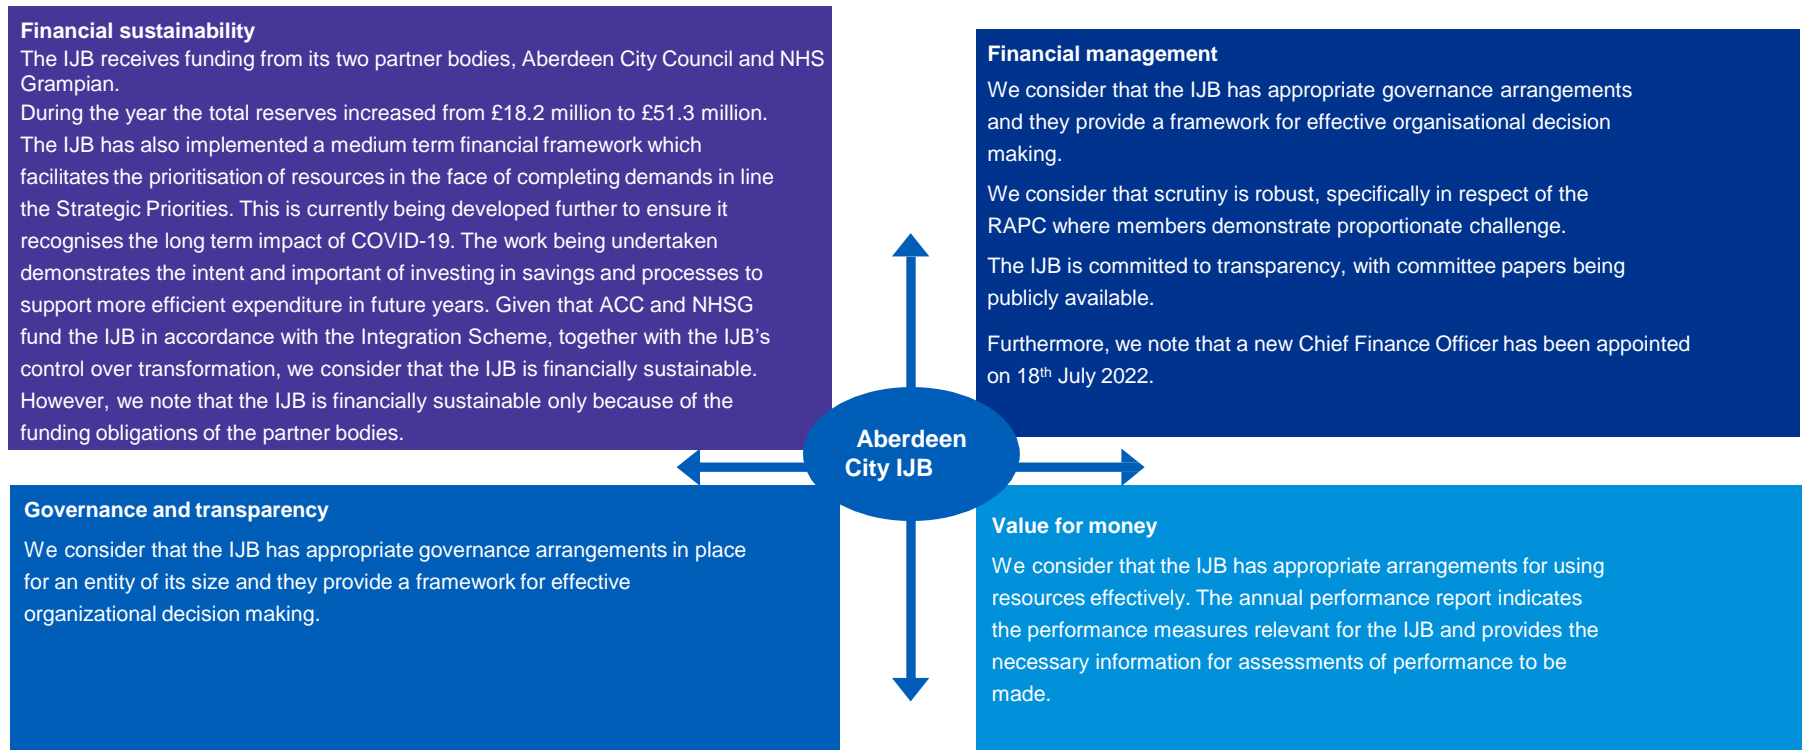 Financial sustainability
The IJB receives funding from its two partner bodies, Aberdeen City Council and NHS
Grampian.
During the year the total reserves increased from £18.2 million to £51.3 million.
The IJB has also implemented a medium term financial framework which
facilitates the prioritisation of resources in the face of completing demands in line
the Strategic Priorities. This is currently being developed further to ensure it
recognises the long term impact of COVID-19. The work being undertaken
demonstrates the intent and important of investing in savings and processes to
support more efficient expenditure in future years. Given that ACC and NHSG
fund the IJB in accordance with the Integration Scheme, together with the IJB’s
control over transformation, we consider that the IJB is financially sustainable.
However, we note that the IJB is financially sustainable only because of the
funding obligations of the partner bodies.
Financial management
We consider that the IJB has appropriate governance arrangements
and they provide a framework for effective organisational decision
making.
We consider that scrutiny is robust, specifically in respect of the
RAPC where members demonstrate proportionate challenge.
The IJB is committed to transparency, with committee papers being
publicly available.
Furthermore, we note that a new Chief Finance Officer has been appointed
on 18th July 2022.
Aberdeen
City IJB
Governance and transparency
We consider that the IJB has appropriate governance arrangements in place
for an entity of its size and they provide a framework for effective
organizational decision making.
Value for money
We consider that the IJB has appropriate arrangements for using
resources effectively. The annual performance report indicates
the performance measures relevant for the IJB and provides the
necessary information for assessments of performance to be
made.